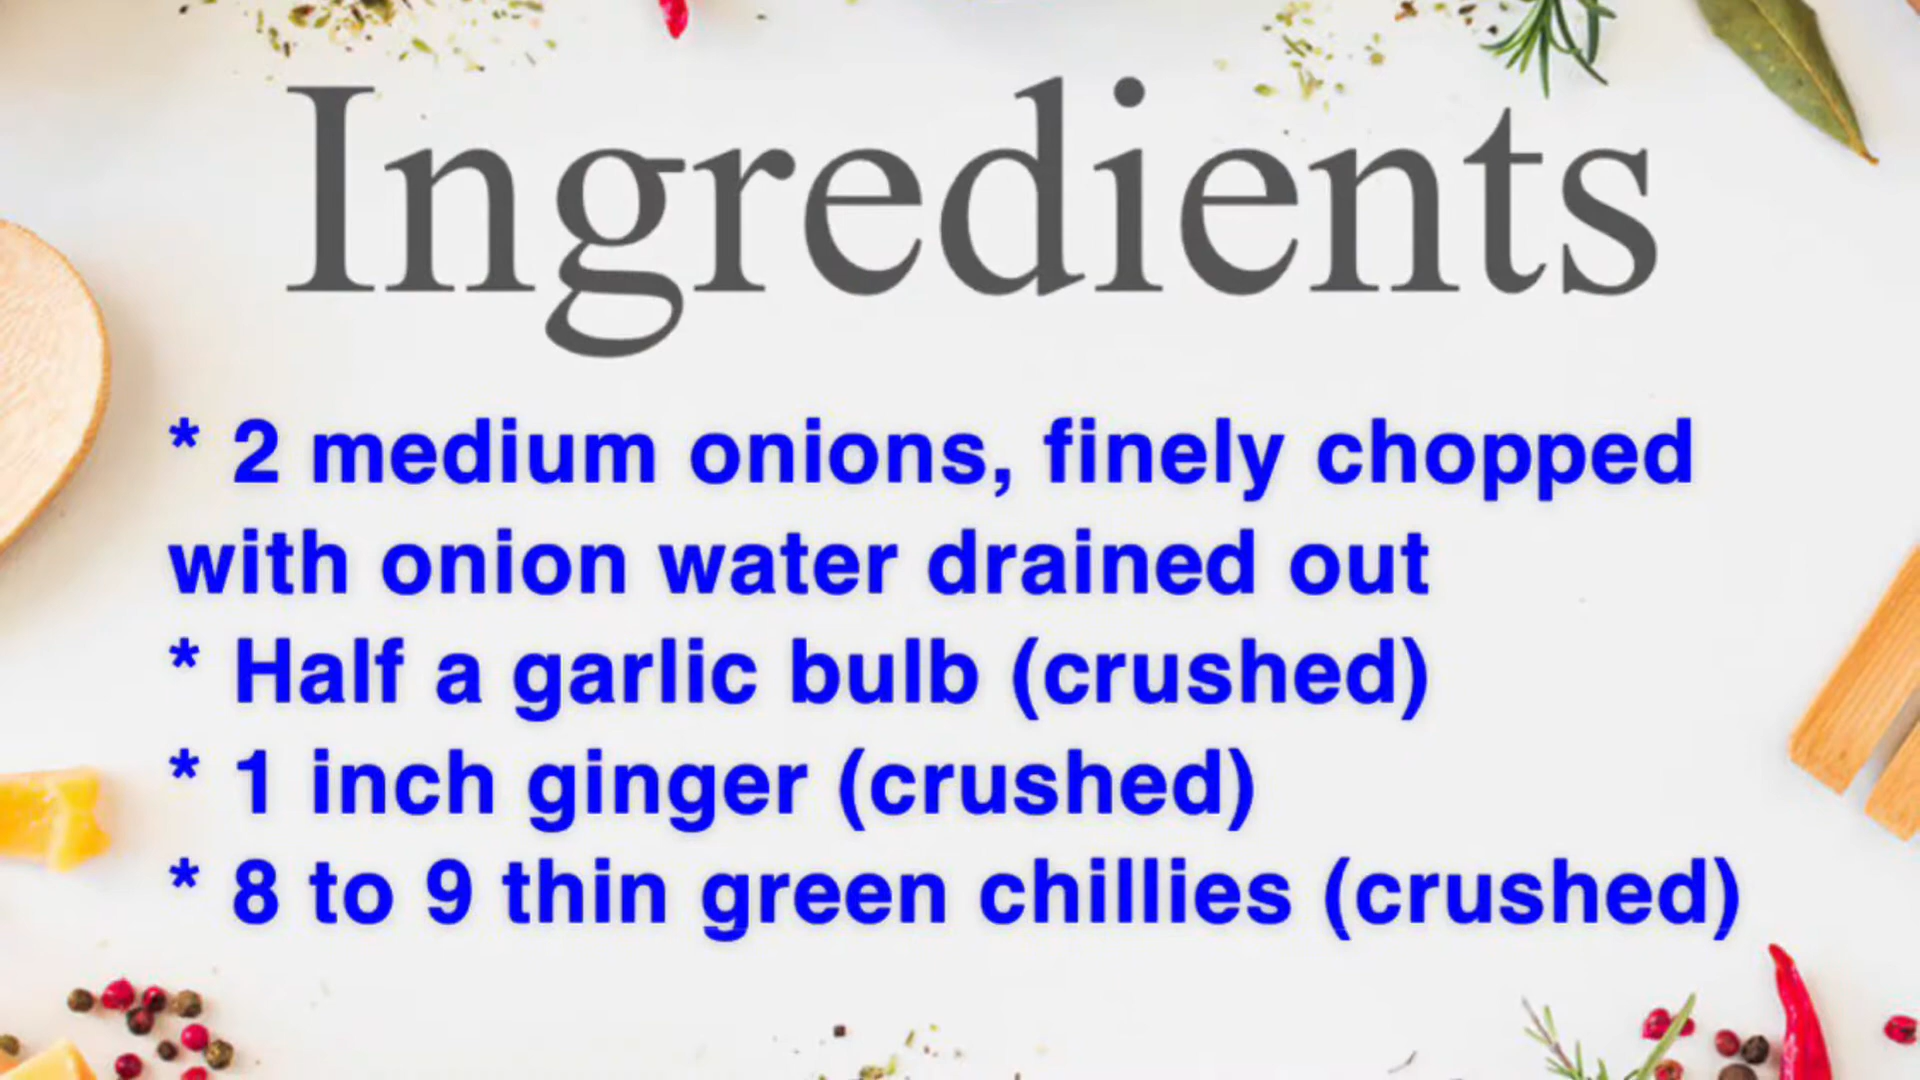 Ingredients
* 2 medium onions, finely chopped
with onion water drained out
* Half a garlic bulb (crushed)
* 1 inch ginger (crushed)
* 8 to 9 thin green chillies (crushed)